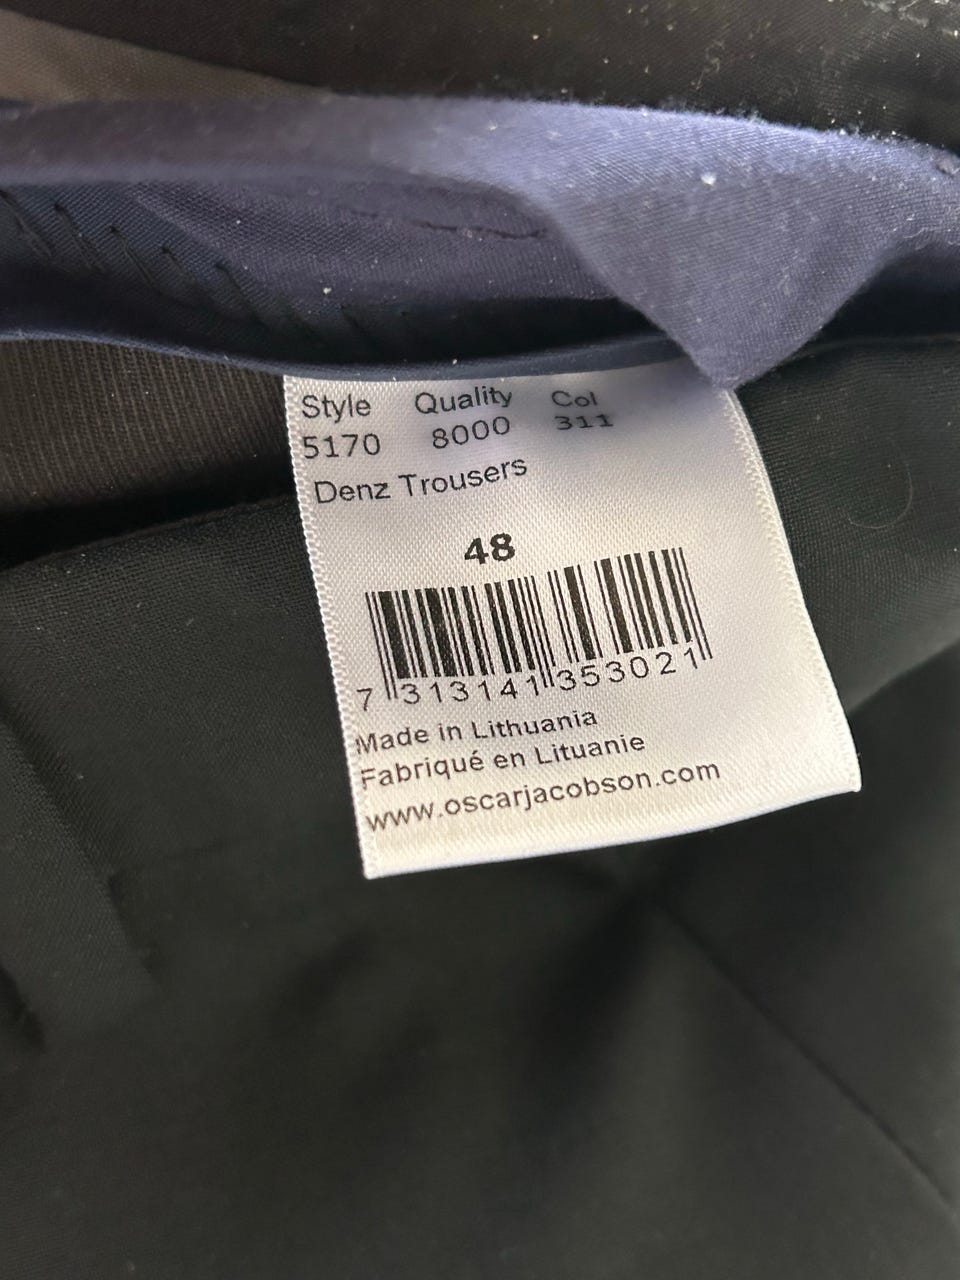 Style Quality Col
5170 8000 311
Denz Trousers
48
7 313141 353021
Made in Lithuania
Fabriqué en Lituanie
www.oscarjacobson.com